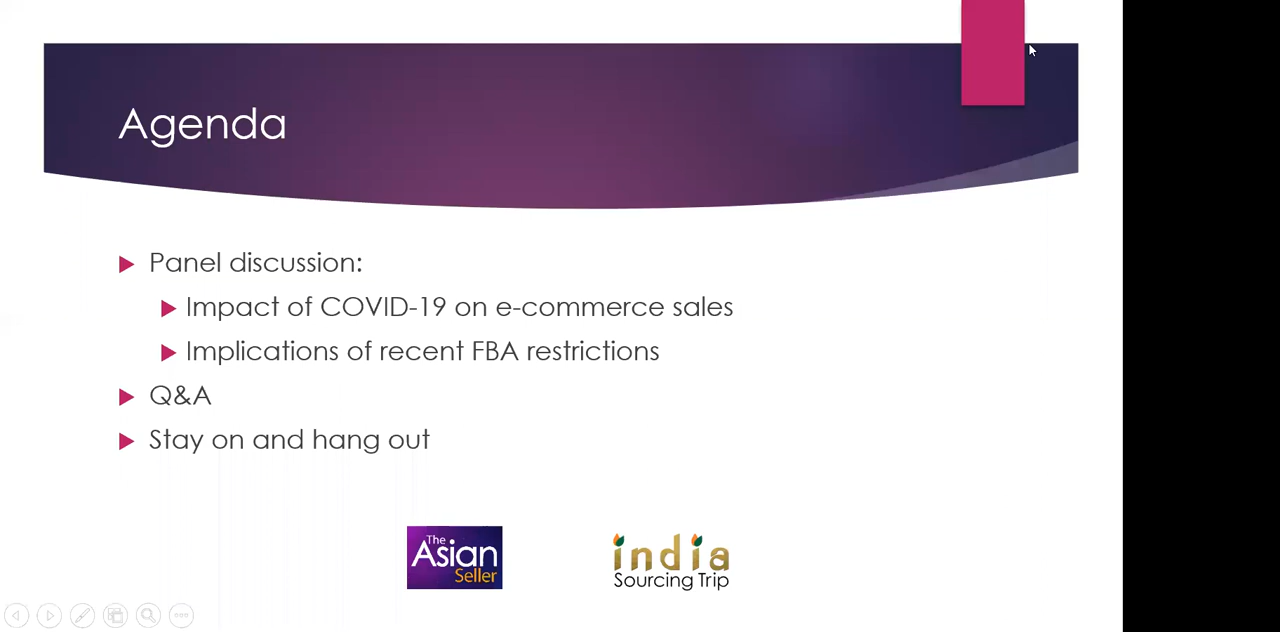 Agenda
Panel discussion:
Impact of COVID-19 on e-commerce sales
Implications of recent FBA restrictions
Q&A
Stay on and hang out
The
Asian
Seller
india
Sourcing Trip